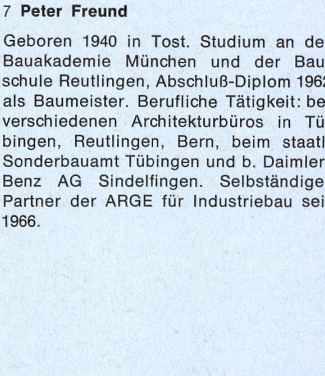 7 Peter Freund
Geboren 1940 in Tost. Studium an de
Bauakademie München und der Bau
schule Reutlingen, Abschluß-Diplom 1962
als Baumeister. Berufliche Tätigkeit: be
verschiedenen Architekturbüros in Tü
bingen, Reutlingen, Bern, beim staatl
Sonderbauamt Tübingen und b. Daimler
Benz AG Sindelfingen. Selbständige
Partner der ARGE für Industriebau sei
1966.